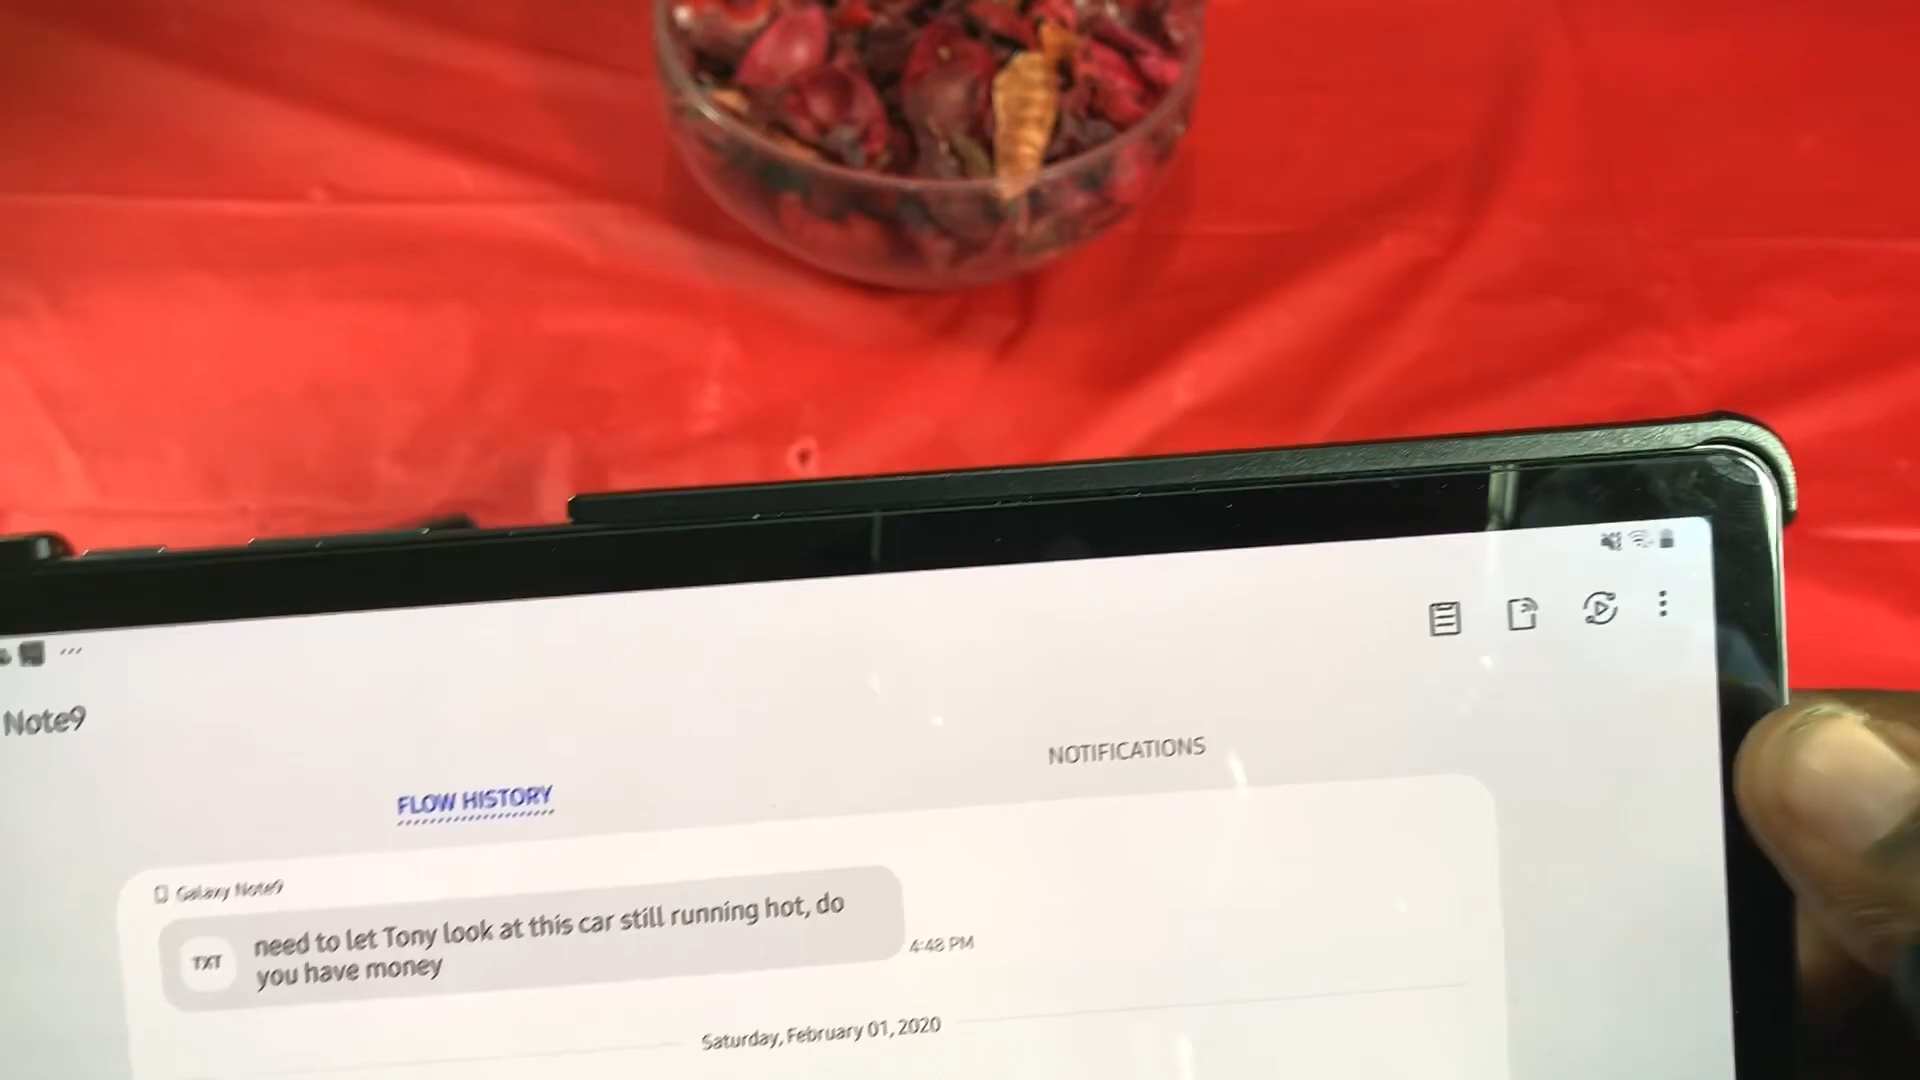 Note9
NOTIFICATIONS
FLOW HISTORY
Galaxy Note9
TXT
need to let Tony look at this car still running hot, do
you have money
4:48 PM
Saturday, February 01, 2020